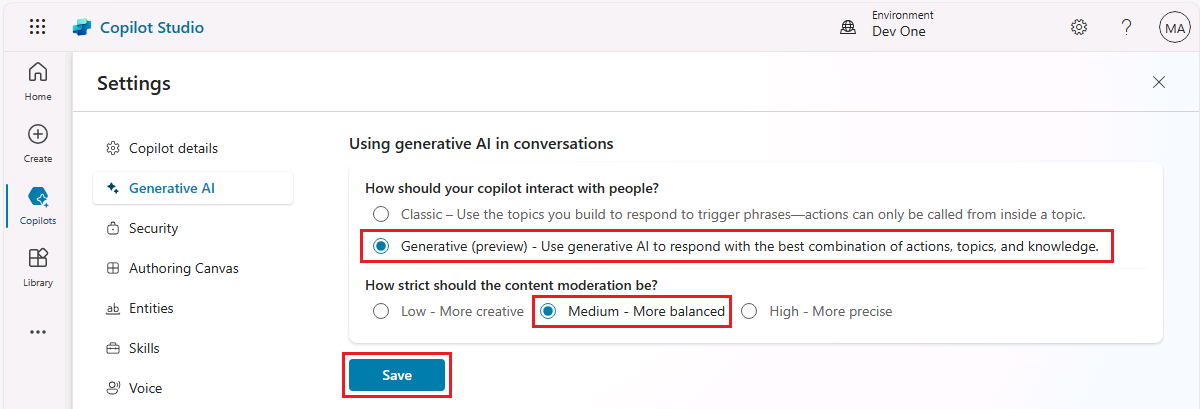 Copilot Studio
Environment
Dev One
MA
Home
Create
Copilots
Library
Settings
Copilot details
Generative AI
Security
Authoring Canvas
ab Entities
Skills
Voice
Using generative AI in conversations
How should your copilot interact with people?
Classic – Use the topics you build to respond to trigger phrases—actions can only be called from inside a topic.
Generative (preview) - Use generative AI to respond with the best combination of actions, topics, and knowledge.
How strict should the content moderation be?
Low - More creative Medium - More balanced High - More precise
Save